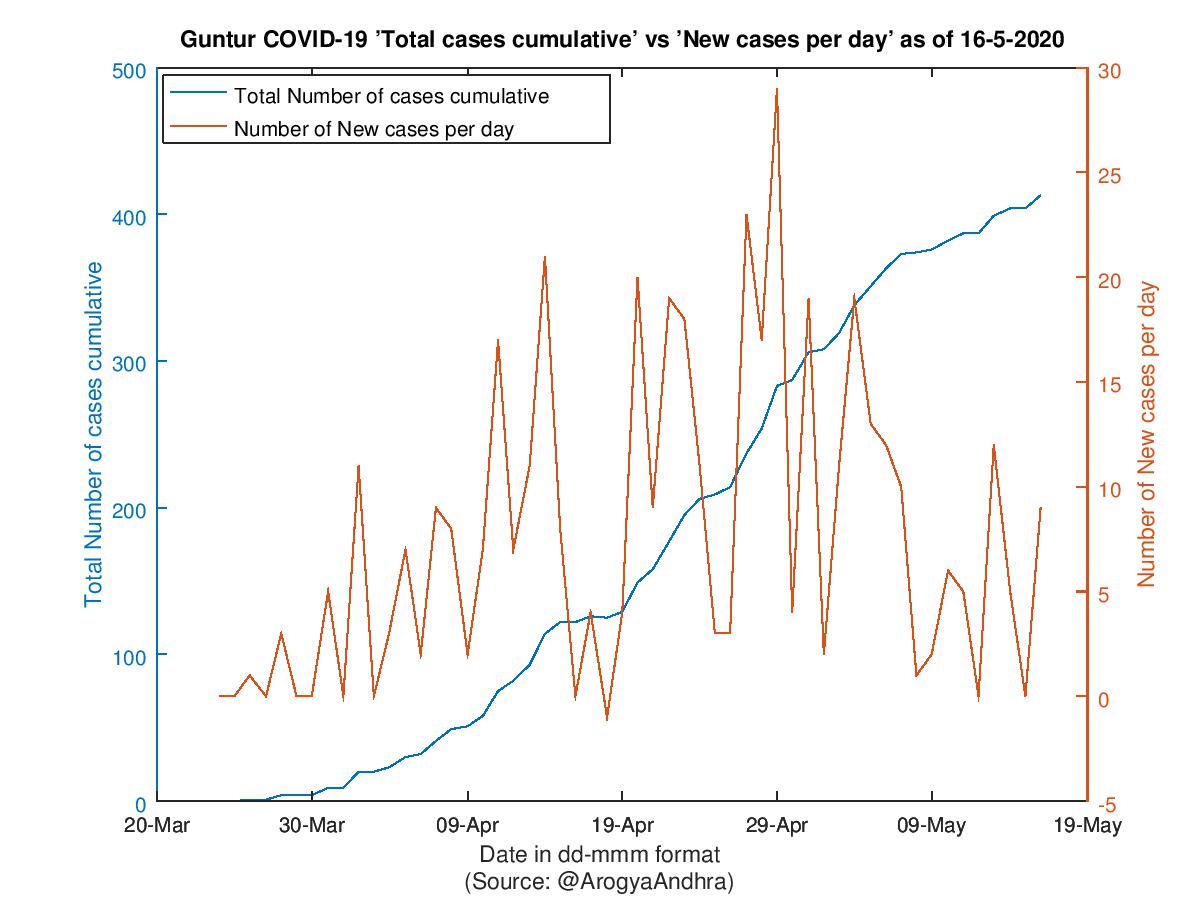 Guntur COVID-19 ’Total cases cumulative’ vs ’New cases per day’ as of 16-5-2020
Total Number of cases cumulative
Number of New cases per day
500
400
300
200
100
0
Total Number of cases cumulative
30
25
20
15
10
5
0
-5
Number of New cases per day
20-Mar 30-Mar 09-Apr 19-Apr 29-Apr 09-May 19-May
Date in dd-mmm format
(Source: @ArogyaAndhra)